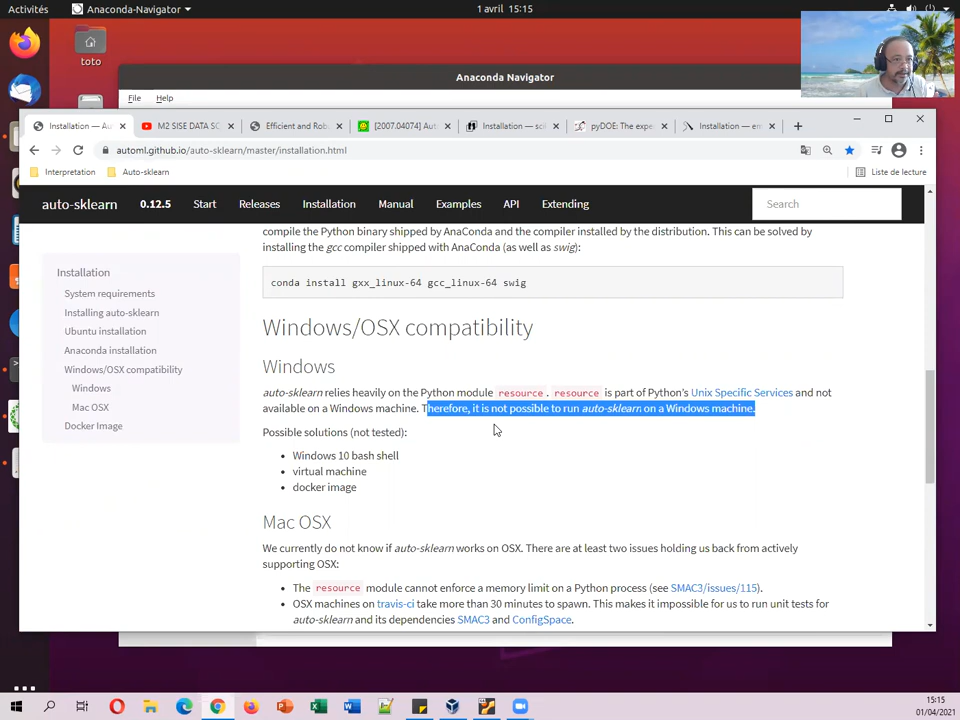 Activités
Anaconda-Navigator
1 avril 15:15
toto
Anaconda Navigator
File Help
Installation — Au
M2 SISE DATA SC
Efficient and Rob
[2007.04074] Aut
Installation — sci
pyDOE: The expe
Installation — em
automl.github.io/auto-sklearn/master/installation.html
Interpretation
Auto-sklearn
Liste de lecture
auto-sklearn 0.12.5 Start Releases Installation Manual Examples API Extending
Search
Installation
System requirements
Installing auto-sklearn
Ubuntu installation
Anaconda installation
Windows/OSX compatibility
Windows
Mac OSX
Docker Image
compile the Python binary shipped by AnaConda and the compiler installed by the distribution. This can be solved by
installing the gcc compiler shipped with AnaConda (as well as swig):
conda install gxx_linux-64 gcc_linux-64 swig
Windows/OSX compatibility
Windows
auto-sklearn relies heavily on the Python module resource. resource is part of Python's Unix Specific Services and not
available on a Windows machine. Therefore, it is not possible to run auto-sklearn on a Windows machine.
Possible solutions (not tested):
Windows 10 bash shell
virtual machine
docker image
Mac OSX
We currently do not know if auto-sklearn works on OSX. There are at least two issues holding us back from actively
supporting OSX:
The resource module cannot enforce a memory limit on a Python process (see SMAC3/issues/115).
OSX machines on travis-ci take more than 30 minutes to spawn. This makes it impossible for us to run unit tests for
auto-sklearn and its dependencies SMAC3 and ConfigSpace.
15:15
01/04/2021